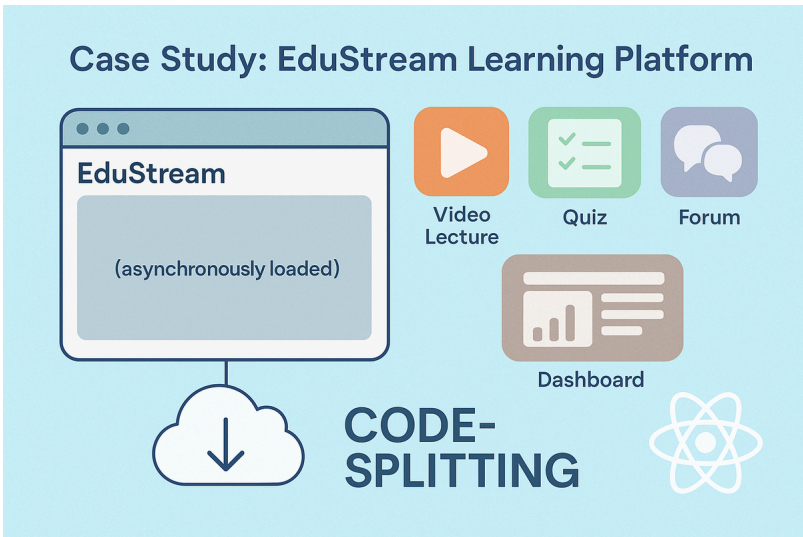 Case Study: EduStream Learning Platform
EduStream
(asynchronously loaded)
Video
Lecture
Quiz
Forum
Dashboard
CODE-
SPLITTING